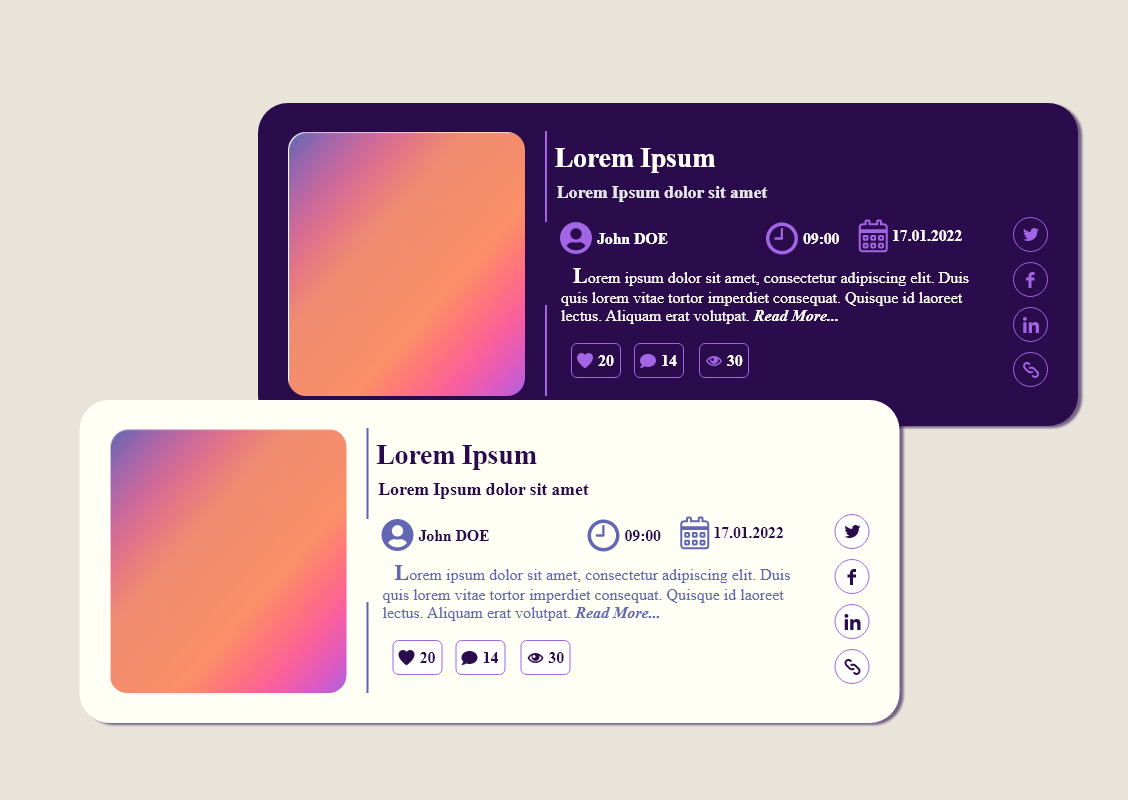 Lorem Ipsum
Lorem Ipsum dolor sit amet
John DOE 09:00 17.01.2022
Lorem ipsum dolor sit amet, consectetur adipiscing elit. Duis
quis lorem vitae tortor imperdiet consequat. Quisque id laoreet
lectus. Aliquam erat volutpat. Read More...
20 14 30
Lorem Ipsum
Lorem Ipsum dolor sit amet
John DOE 09:00 17.01.2022
Lorem ipsum dolor sit amet, consectetur adipiscing elit. Duis
quis lorem vitae tortor imperdiet consequat. Quisque id laoreet
lectus. Aliquam erat volutpat. Read More...
20 14 30